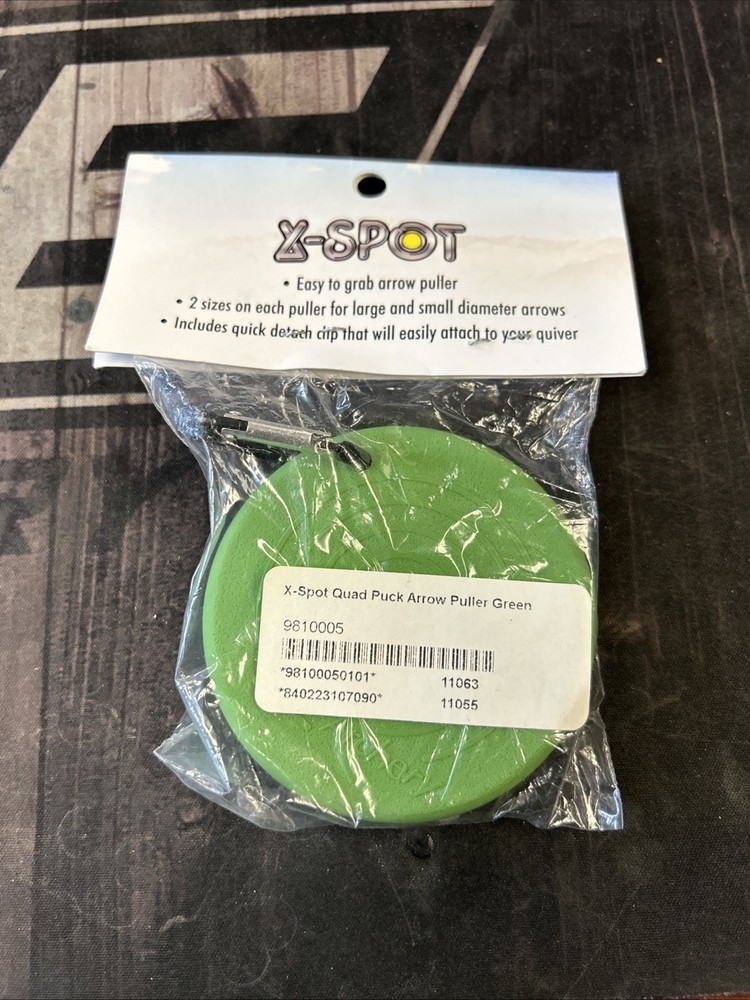 X-SPOT
• Easy to grab arrow puller
• 2 sizes on each puller for large and small diameter arrows
• Includes quick detach clip that will easily attach to your quiver
X-Spot Quad Puck Arrow Puller Green
9810005
*98100050101* 11063
*840223107090* 11055